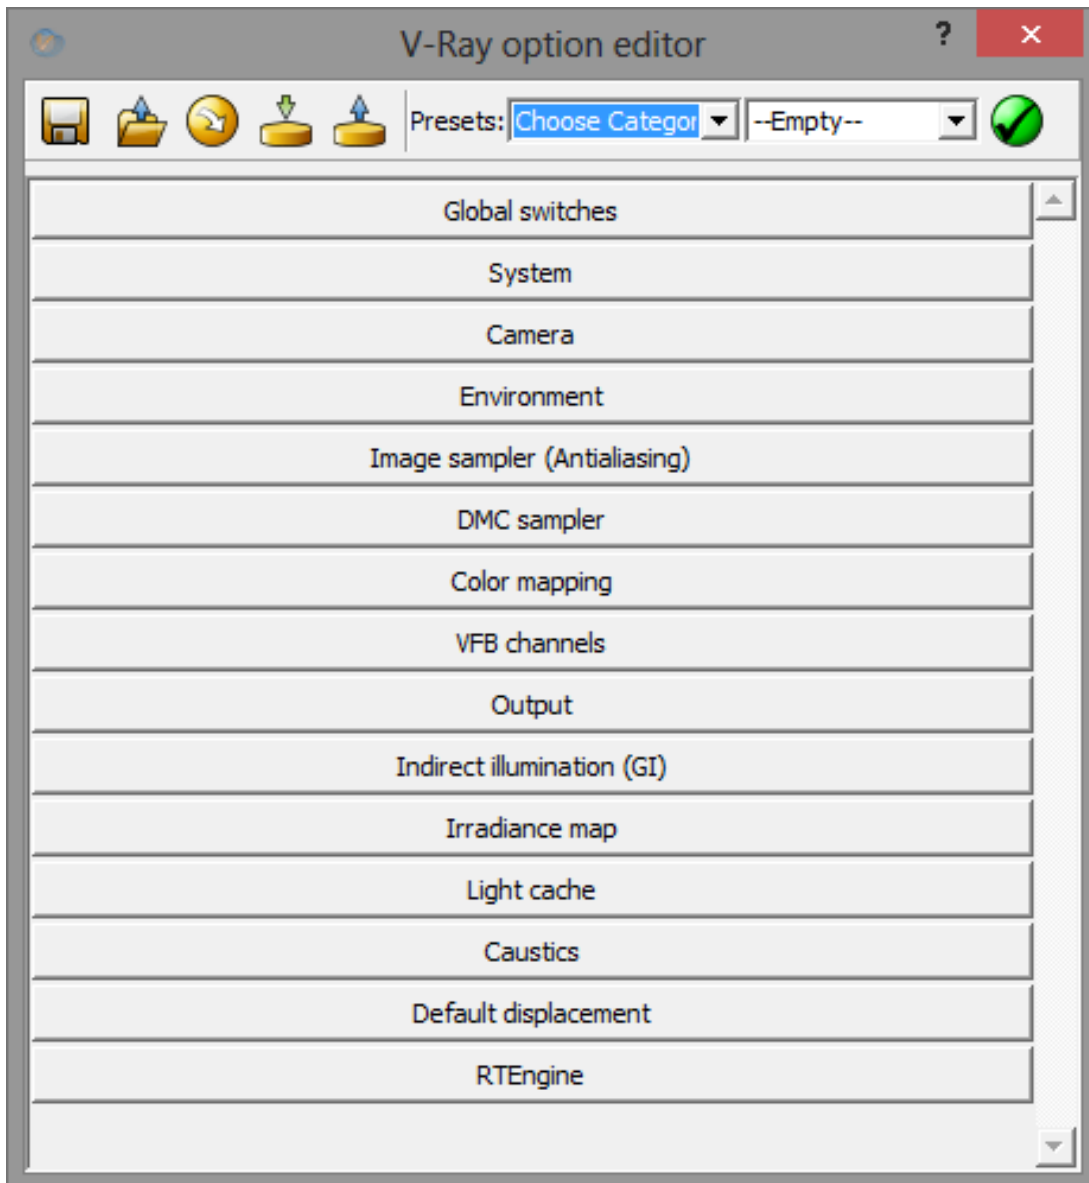 V-Ray option editor ?
Presets: Choose Categor --Empty--
Global switches
System
Camera
Environment
Image sampler (Antialiasing)
DMC sampler
Color mapping
VFB channels
Output
Indirect illumination (GI)
Irradiance map
Light cache
Caustics
Default displacement
RTEngine